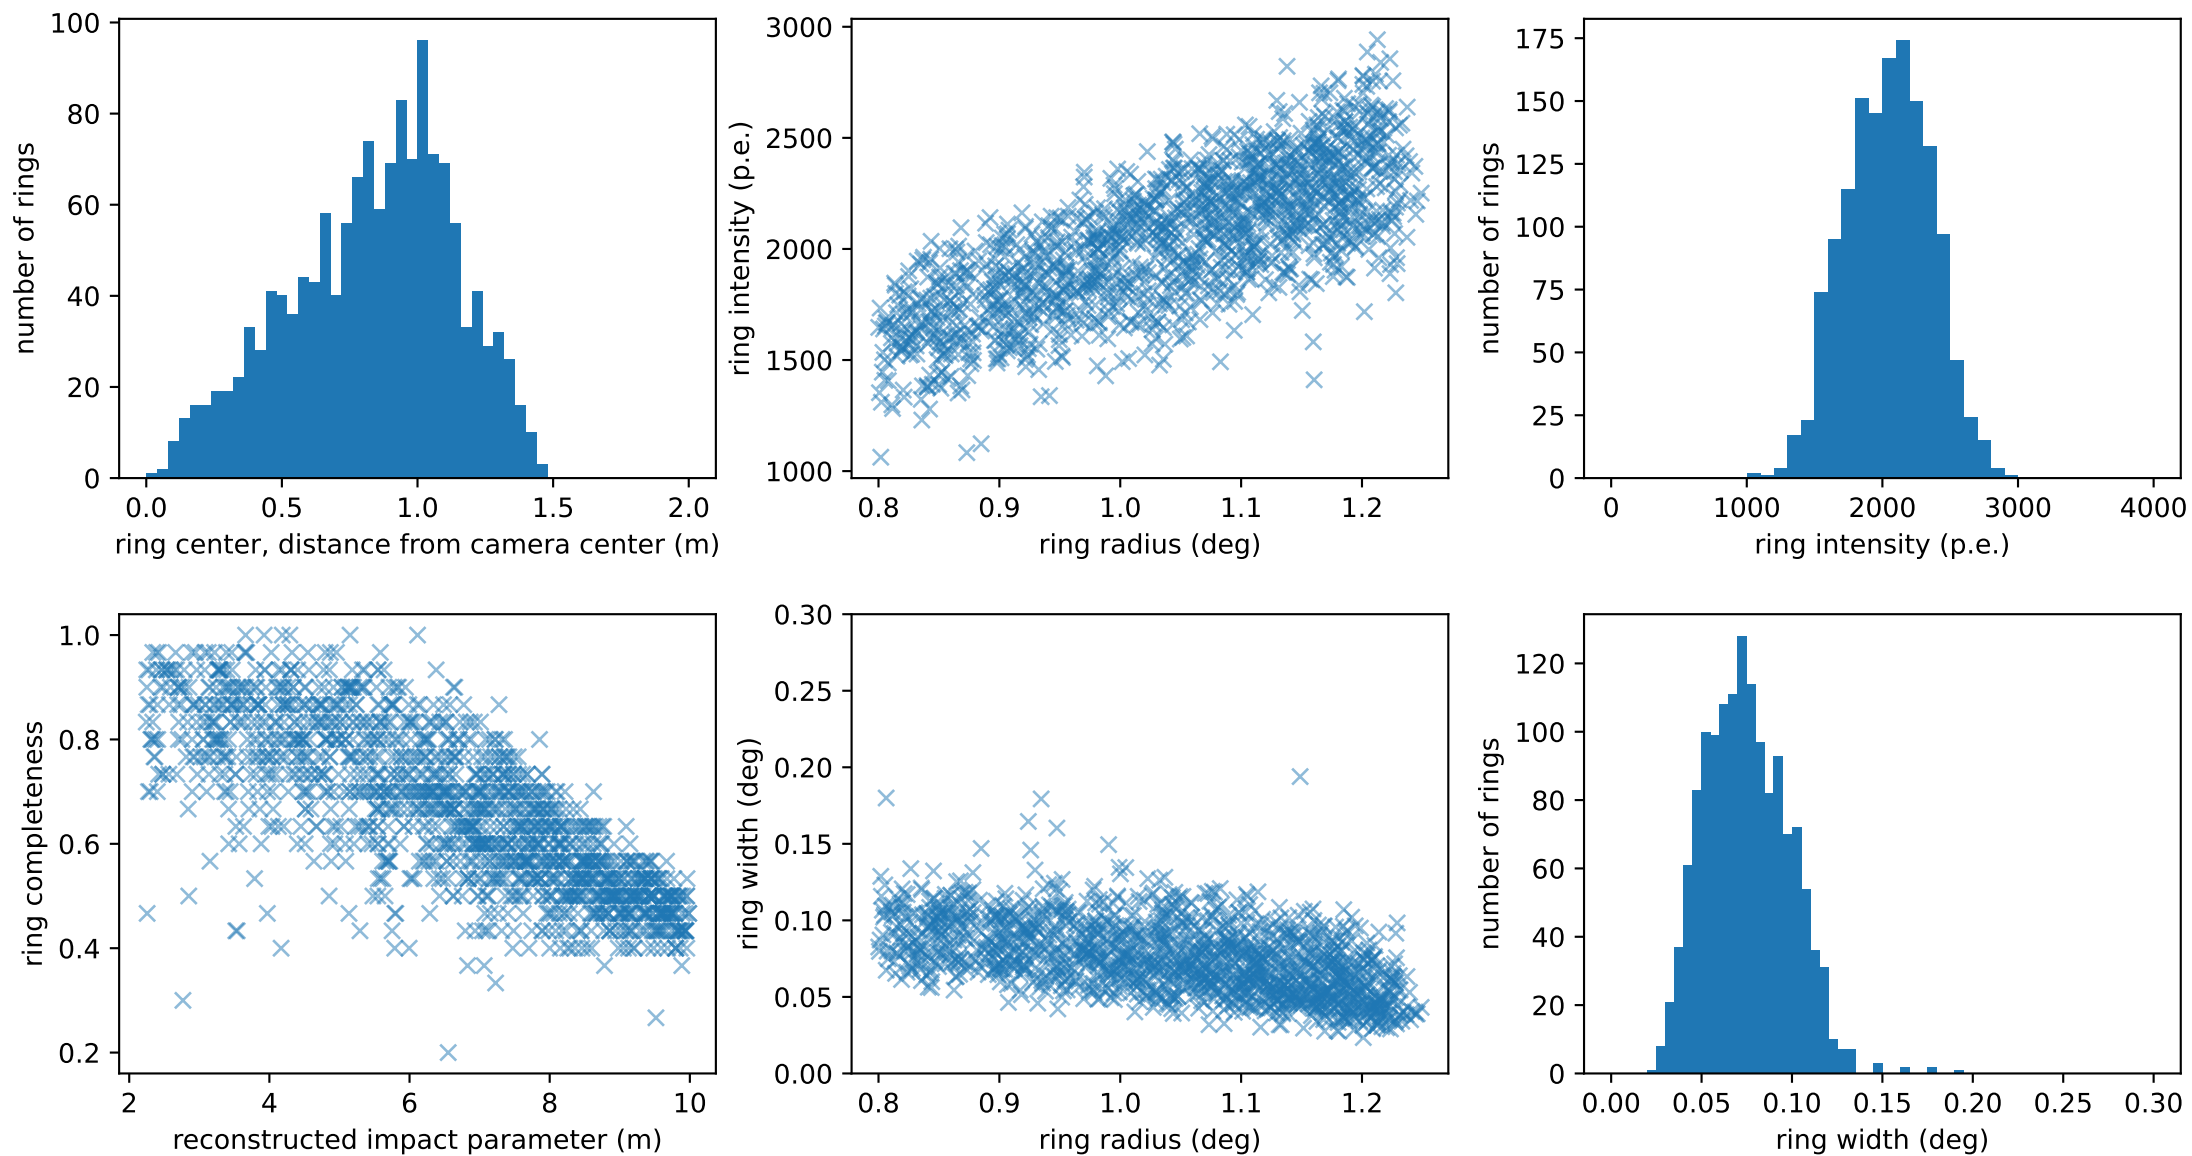 100
80
60
40
20
0
number of rings
0.0 0.5 1.0 1.5 2.0
ring center, distance from camera center (m)
3000
2500
2000
1500
1000
ring intensity (p.e.)
0.8 0.9 1.0 1.1 1.2
ring radius (deg)
175
150
125
100
75
50
25
0
number of rings
0 1000 2000 3000 4000
ring intensity (p.e.)
1.0
0.8
0.6
0.4
0.2
ring completeness
2 4 6 8 10
reconstructed impact parameter (m)
0.30
0.25
0.20
0.15
0.10
0.05
0.00
ring width (deg)
0.8 0.9 1.0 1.1 1.2
ring radius (deg)
120
100
80
60
40
20
0
number of rings
0.00 0.05 0.10 0.15 0.20 0.25 0.30
ring width (deg)